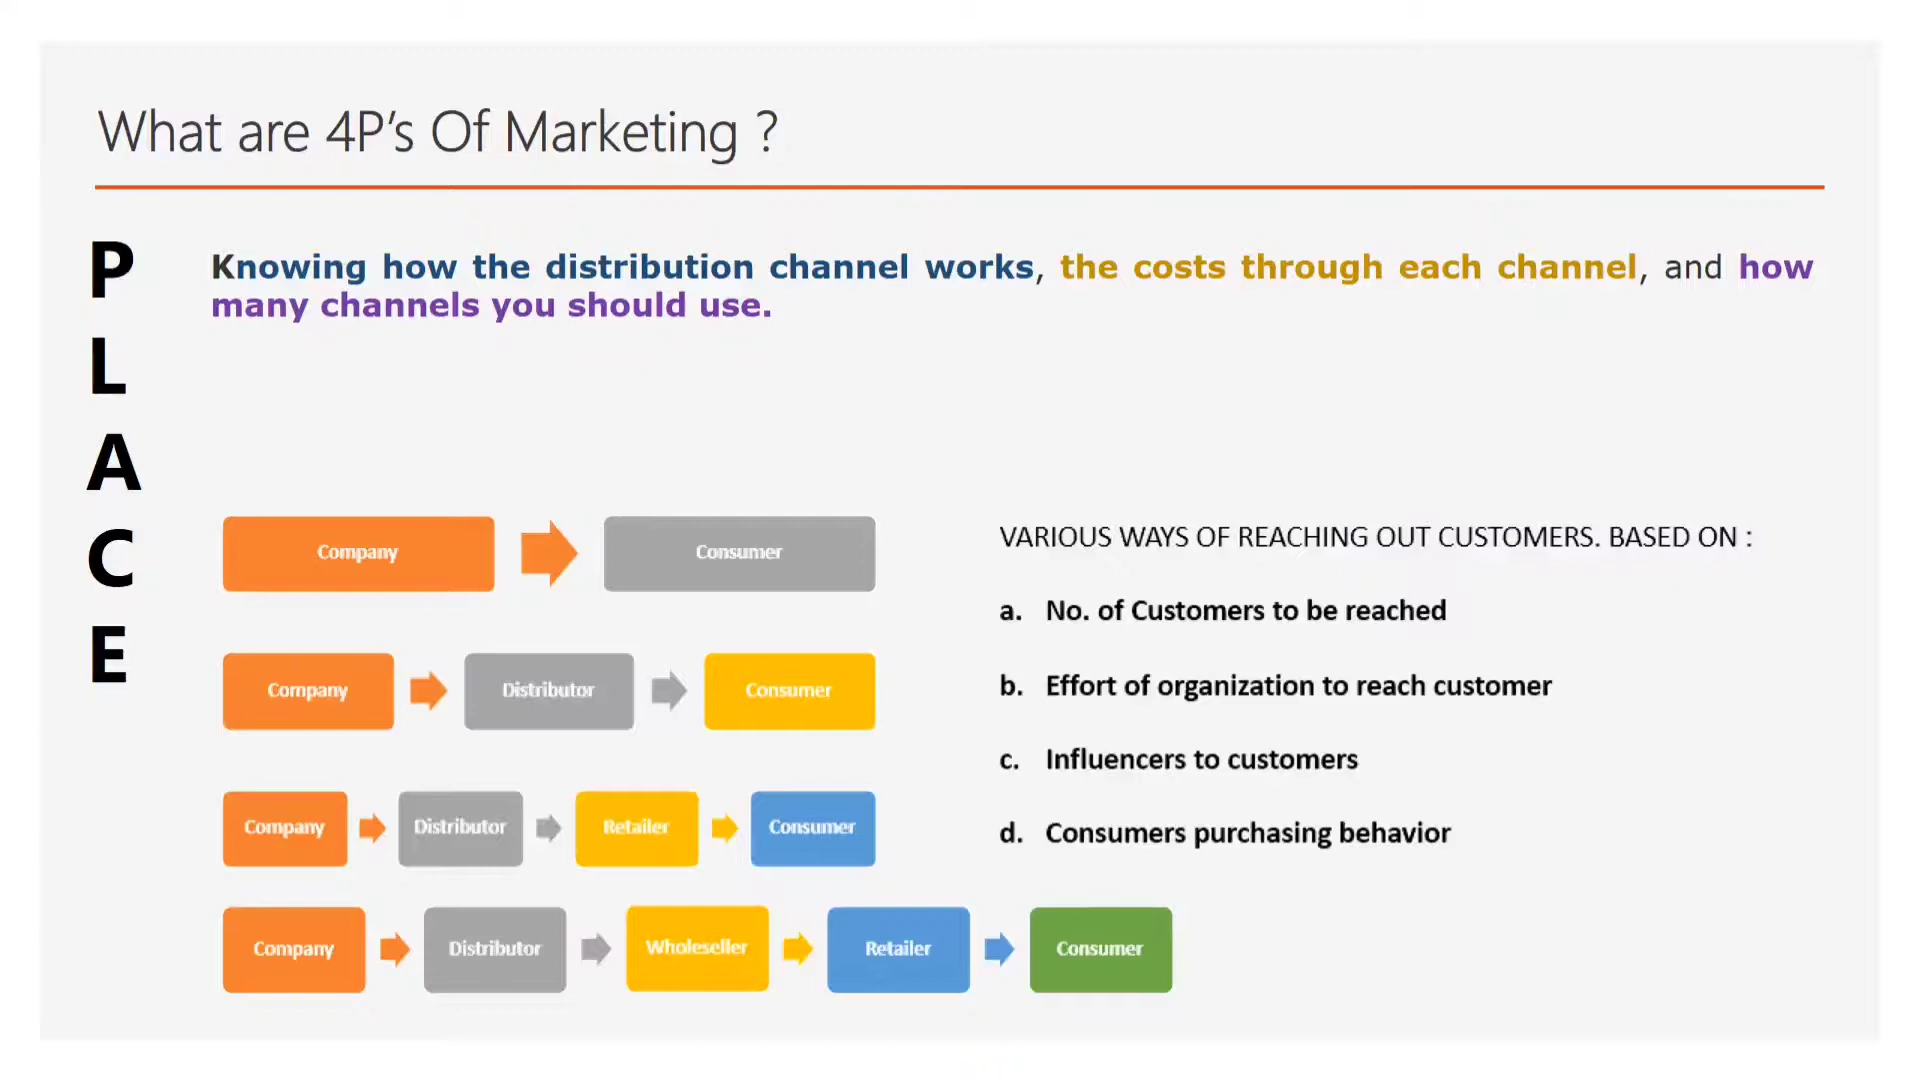 What are 4P's Of Marketing ?
P
L
A
C
E
Knowing how the distribution channel works, the costs through each channel, and how
many channels you should use.
Company
Consumer
Company
Distributor
Consumer
Company
Distributor
Retailer
Consumer
Company
Distributor
Wholeseller
Retailer
Consumer
VARIOUS WAYS OF REACHING OUT CUSTOMERS. BASED ON :
a. No. of Customers to be reached
b. Effort of organization to reach customer
c. Influencers to customers
d. Consumers purchasing behavior